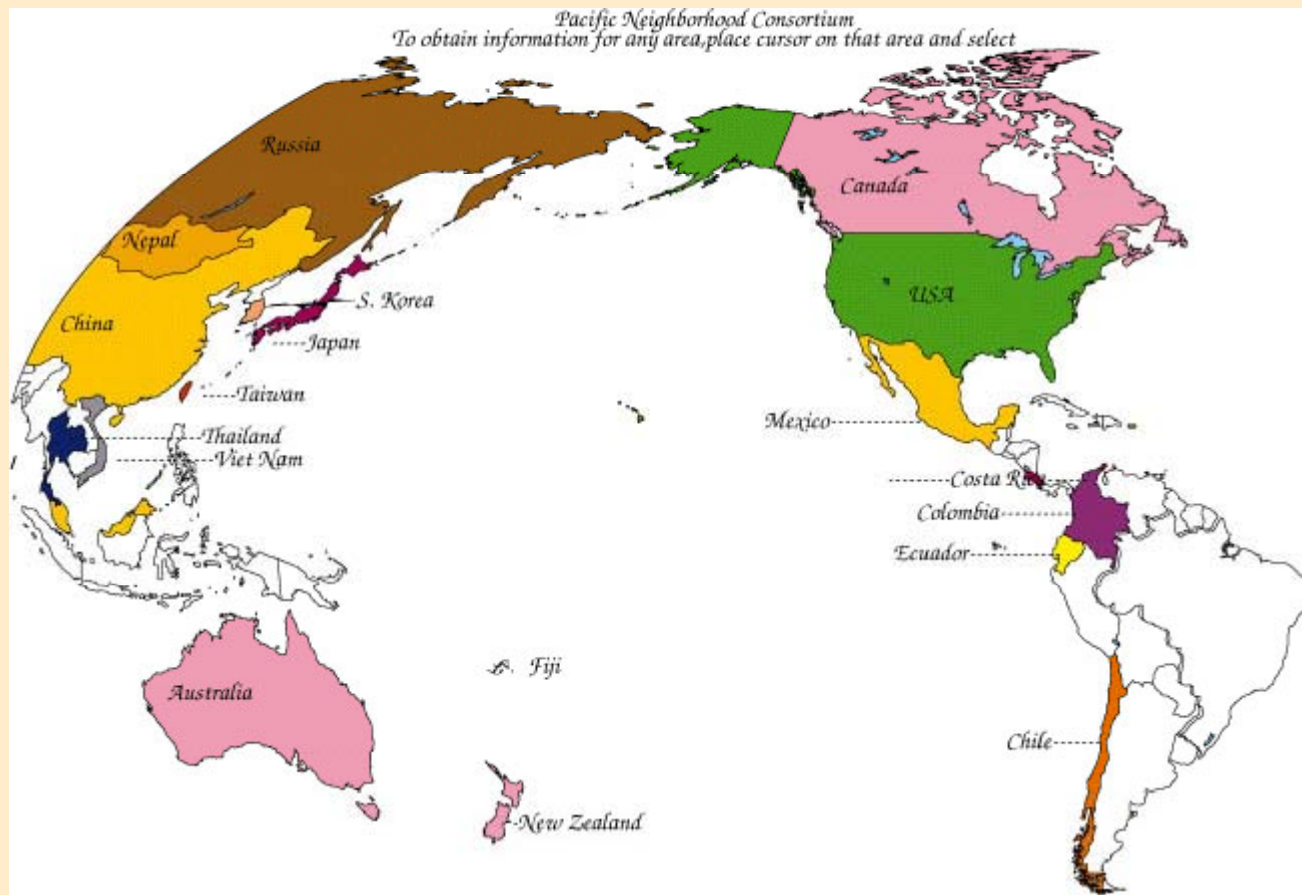 Pacific Neighborhood Consortium
To obtain information for any area,place cursor on that area and select
Russia
Canada
Nepal
USA
S. Korea
China
Japan
Taiwan
Mexico
Thailand
Viet Nam
Costa Rica
Colombia
Ecuador
Fiji
Australia
Chile
New Zealand